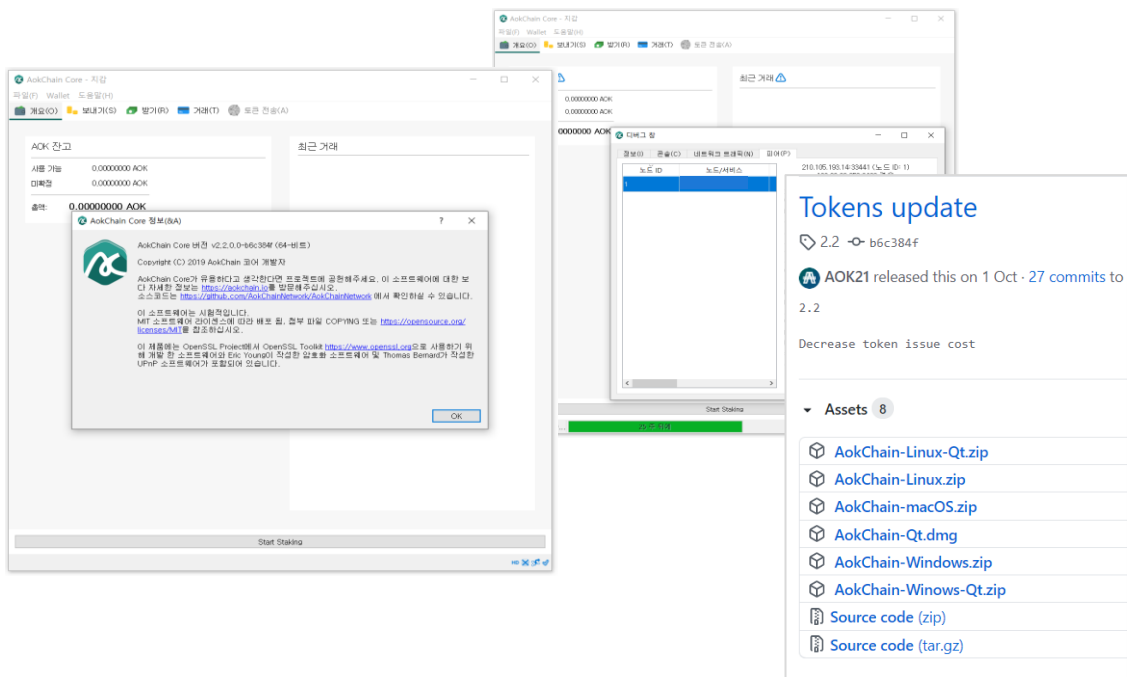 AokChain Core - 지갑
파일(F) Wallet 도움말(H)
개요(O) 보내기(S) 받기(R) 거래(T) 토큰 전송(A)
최근 거래
0.00000000 AOK
0.00000000 AOK
0000000 AOK
디버그 창
정보(I) 콘솔(C) 네트워크 트래픽(N) 피어(P)
노드 ID 노드/서비스
1
210.105.193.14:33441 (노드 ID: 1)
Start Staking
AokChain Core - 지갑
파일(F) Wallet 도움말(H)
개요(O) 보내기(S) 받기(R) 거래(T) 토큰 전송(A)
AOK 잔고
사용 가능 0.00000000 AOK
미확정 0.00000000 AOK
총액: 0.00000000 AOK
최근 거래
AokChain Core 정보(&A)
AokChain Core 버전 v2.2.0.0-b6c384f (64-비트)
Copyright (C) 2019 AokChain 코어 개발자
AokChain Core가 유용하다고 생각한다면 프로젝트에 공헌해주세요. 이 소프트웨어에 대한 보
다 자세한 정보는 https://aokchain.io를 방문해주십시오.
소스코드는 https://github.com/AokChainNetwork/AokChainNetwork 에서 확인하실 수 있습니다.
이 소프트웨어는 시험적입니다.
MIT 소프트웨어 라이센스에 따라 배포 됨, 첨부 파일 COPYING 또는 https://opensource.org/
licenses/MIT를 참조하십시오.
이 제품에는 OpenSSL Project에서 OpenSSL Toolkit https://www.openssl.org으로 사용하기 위
해 개발 한 소프트웨어와 Eric Young이 작성한 암호화 소프트웨어 및 Thomas Bernard가 작성한
UPnP 소프트웨어가 포함되어 있습니다.
OK
Start Staking
HD
Tokens update
2.2 b6c384f
AOK21 released this on 1 Oct · 27 commits to
2.2
Decrease token issue cost
Assets 8
AokChain-Linux-Qt.zip
AokChain-Linux.zip
AokChain-macOS.zip
AokChain-Qt.dmg
AokChain-Windows.zip
AokChain-Winows-Qt.zip
Source code (zip)
Source code (tar.gz)